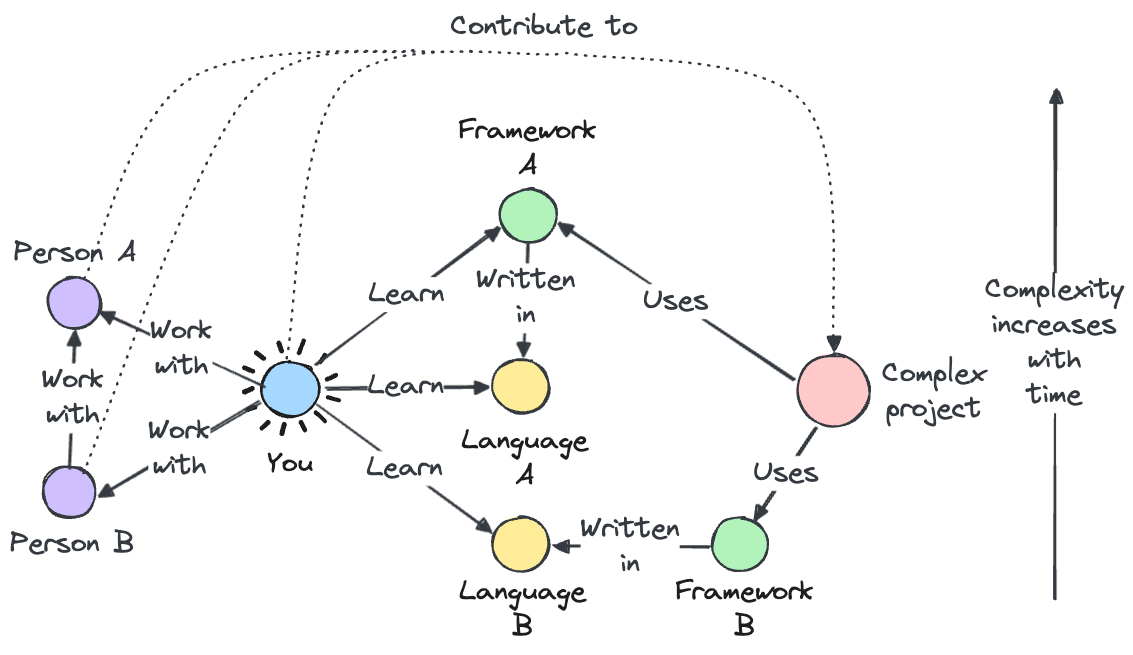 Contribute to
Framework
A
Person A
Written
in
Learn
Uses
Complexity
increases
with
time
Work
with
Work
with
Learn
Complex
project
Work
with
You
Language
A
Learn
Uses
Person B
Written
in
Language
B
Framework
B